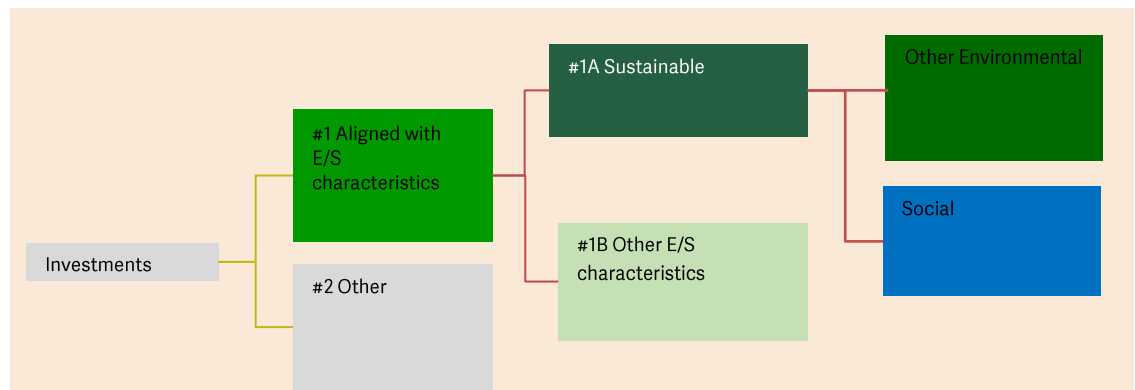 Investments
#1 Aligned with
E/S
characteristics
#2 Other
#1A Sustainable
#1B Other E/S
characteristics
Other Environmental
Social